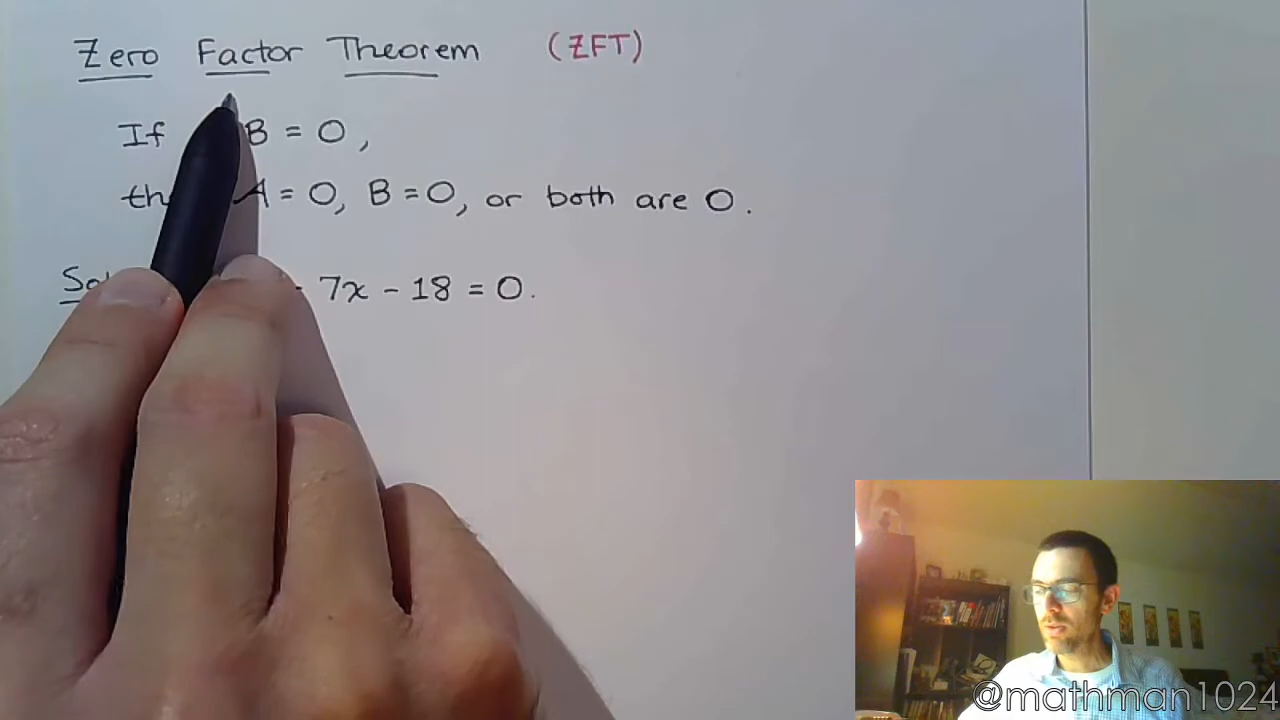 Zero Factor Theorem (ZFT)
If B = 0,
A = 0, B = 0, or both are 0.
- 7x - 18 = 0.
@mathman1024